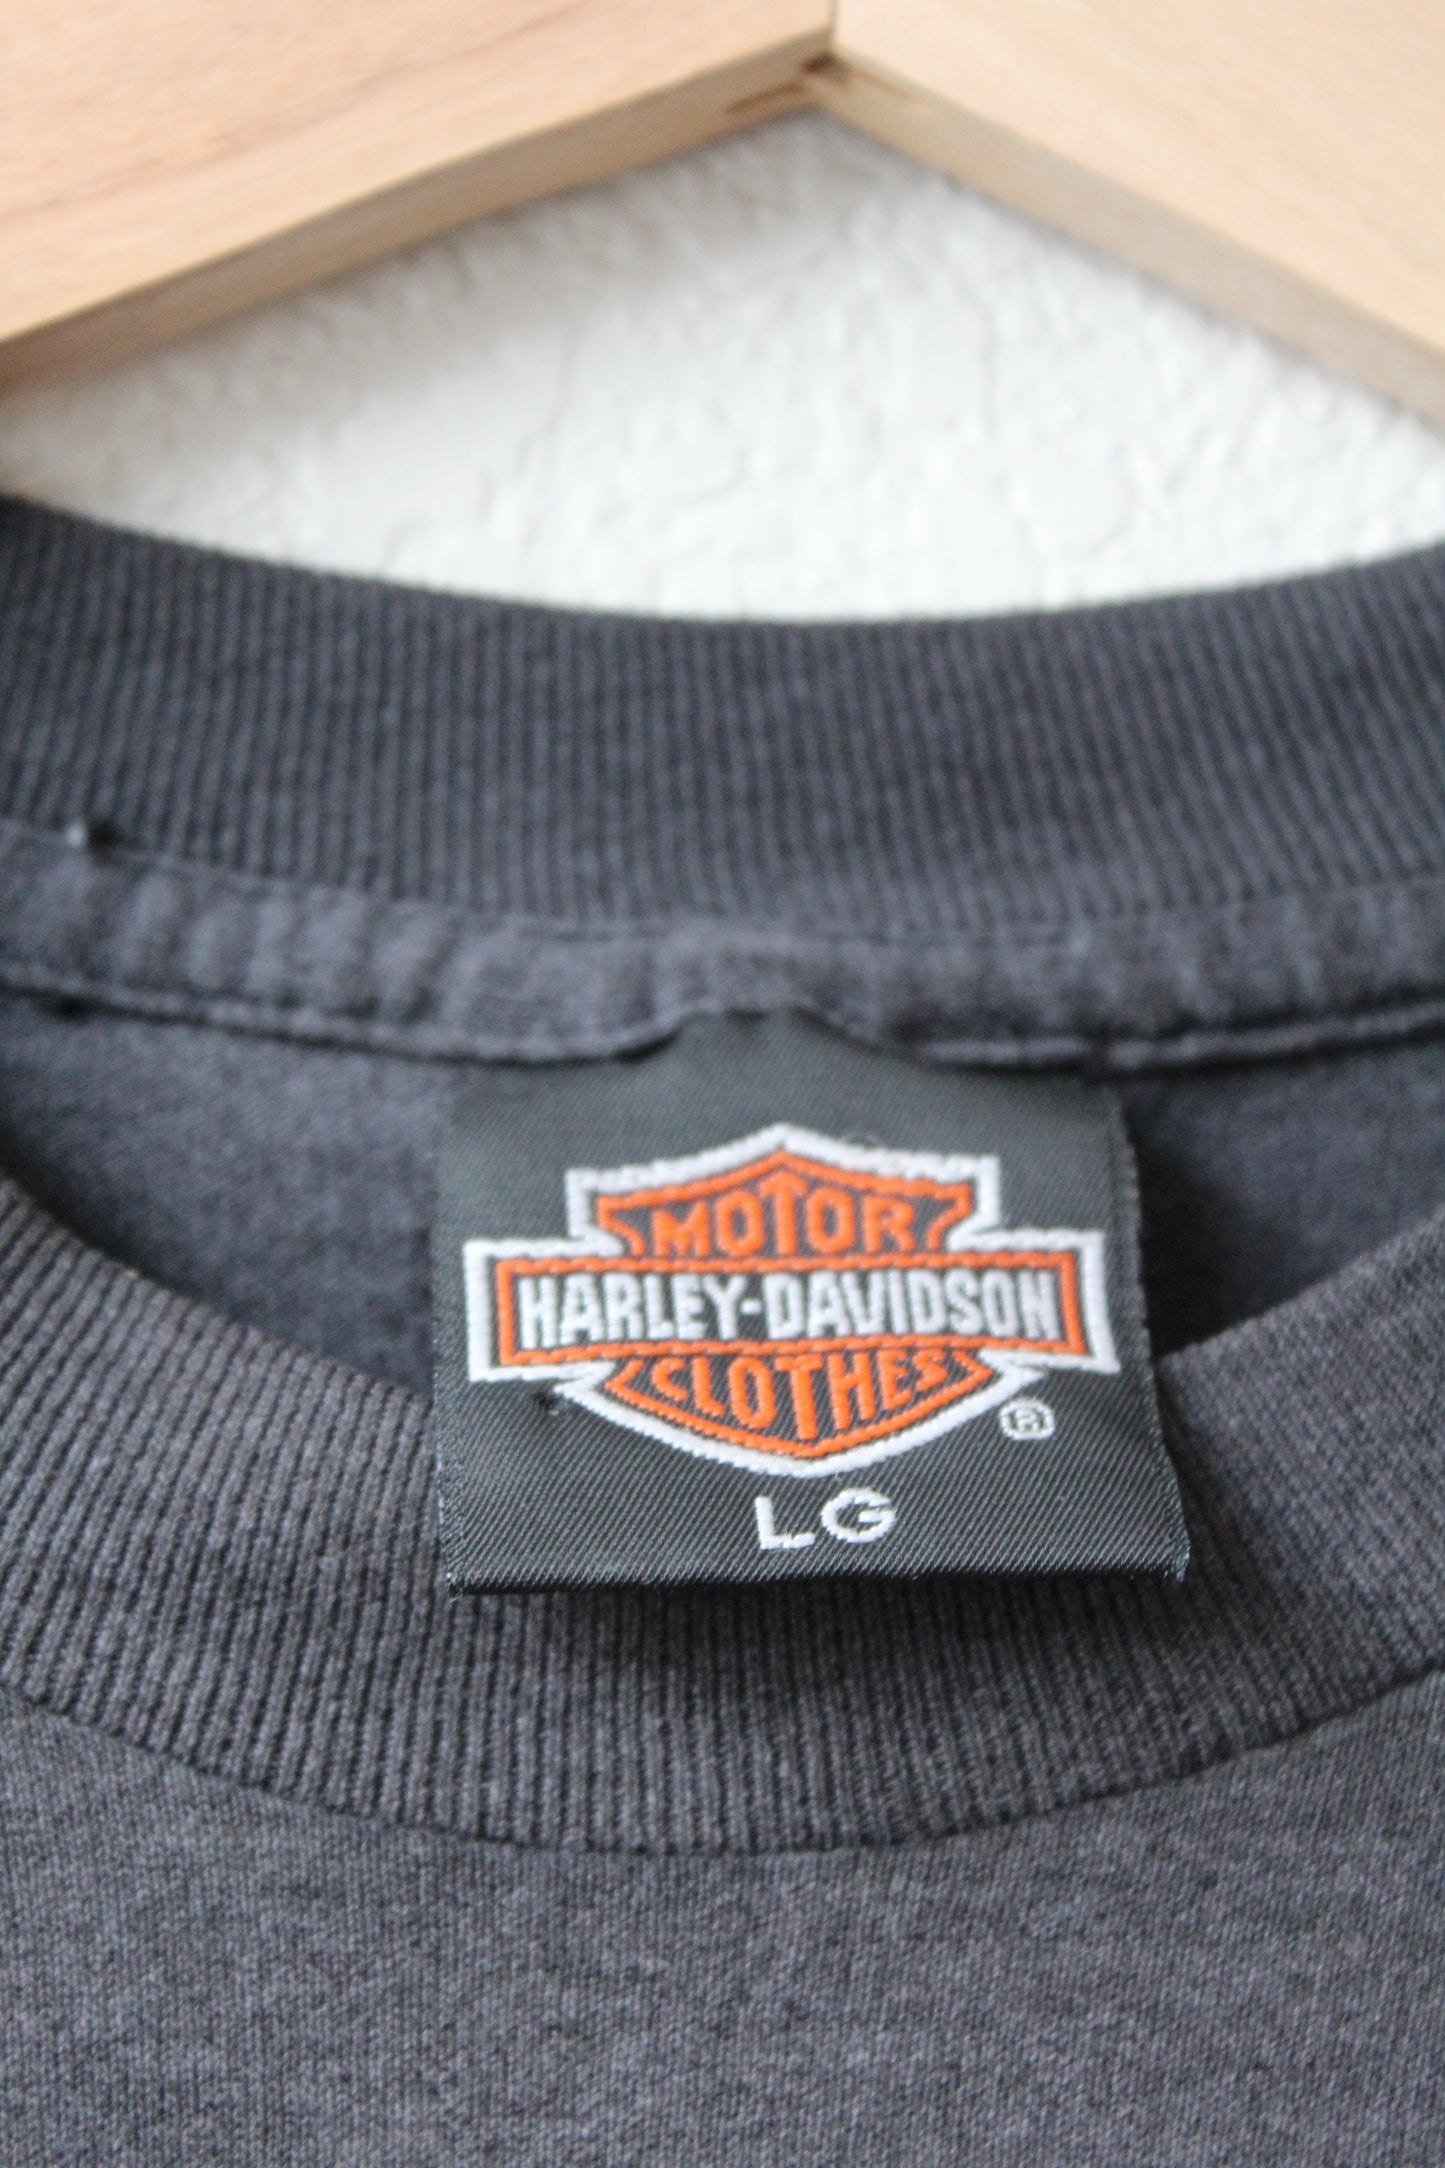 MOTOR
HARLEY-DAVIDSON
CLOTHES
®
LG